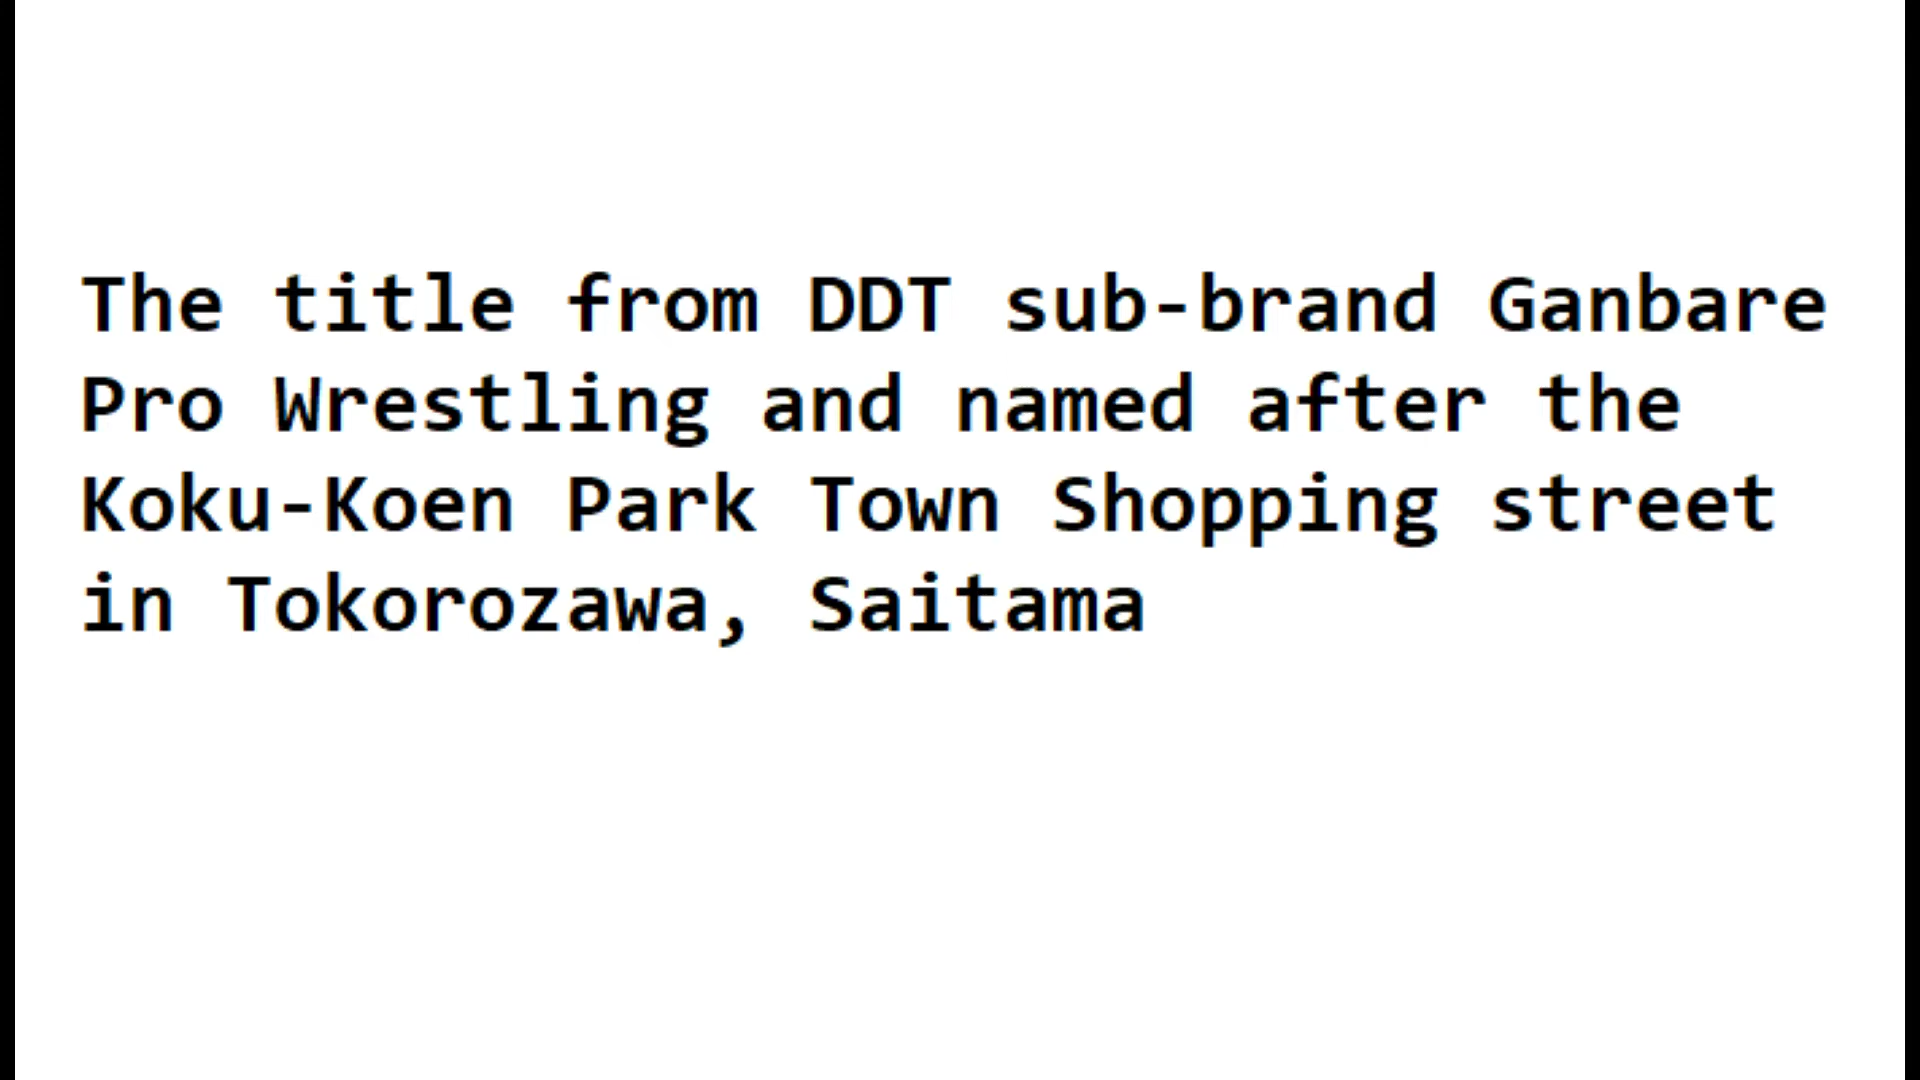 The title from DDT sub-brand Ganbare
Pro Wrestling and named after the
Koku-Koen Park Town Shopping street
in Tokorozawa, Saitama